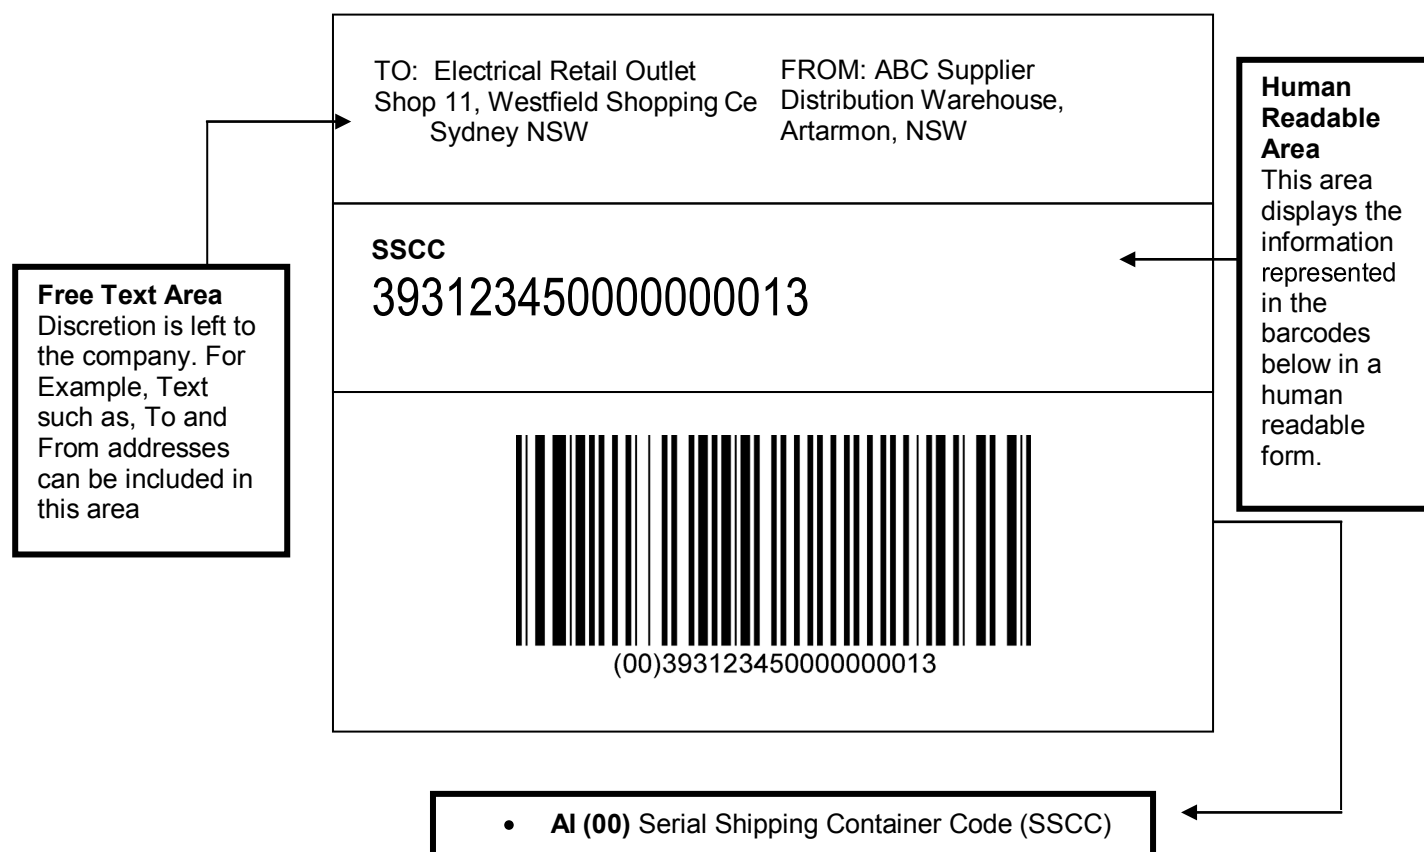 TO: Electrical Retail Outlet
Shop 11, Westfield Shopping Ce
Sydney NSW
FROM: ABC Supplier
Distribution Warehouse,
Artarmon, NSW
Human
Readable
Area
This area
displays the
information
represented
in the
barcodes
below in a
human
readable
form.
Free Text Area
Discretion is left to
the company. For
Example, Text
such as, To and
From addresses
can be included in
this area
SSCC
393123450000000013
(00)393123450000000013
• AI (00) Serial Shipping Container Code (SSCC)